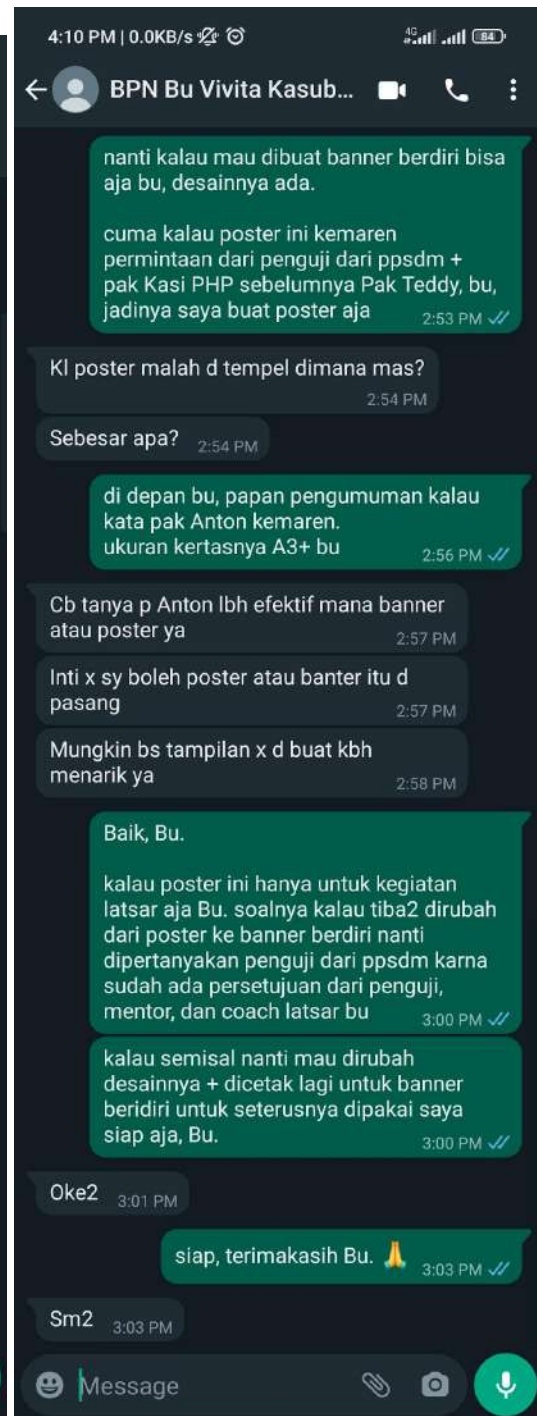 4:10 PM | 0.0KB/s
4G
84
BPN Bu Vivita Kasub...
nanti kalau mau dibuat banner berdiri bisa
aja bu, desainnya ada.
cuma kalau poster ini kemaren
permintaan dari penguji dari ppsdm +
pak Kasi PHP sebelumnya Pak Teddy, bu,
jadinya saya buat poster aja
2:53 PM
Kl poster malah d tempel dimana mas?
2:54 PM
Sebesar apa? 2:54 PM
di depan bu, papan pengumuman kalau
kata pak Anton kemaren.
ukuran kertasnya A3+ bu
2:56 PM
Cb tanya p Anton lbh efektif mana banner
atau poster ya
2:57 PM
Inti x sy boleh poster atau banter itu d
pasang
2:57 PM
Mungkin bs tampilan x d buat kbh
menarik ya
2:58 PM
Baik, Bu.
kalau poster ini hanya untuk kegiatan
latsar aja Bu. soalnya kalau tiba2 dirubah
dari poster ke banner berdiri nanti
dipertanyakan penguji dari ppsdm karna
sudah ada persetujuan dari penguji,
mentor, dan coach latsar bu
3:00 PM
kalau semisal nanti mau dirubah
desainnya + dicetak lagi untuk banner
beridiri untuk seterusnya dipakai saya
siap aja, Bu.
3:00 PM
Oke2 3:01 PM
siap, terimakasih Bu. 🙏 3:03 PM
Sm2 3:03 PM
Message